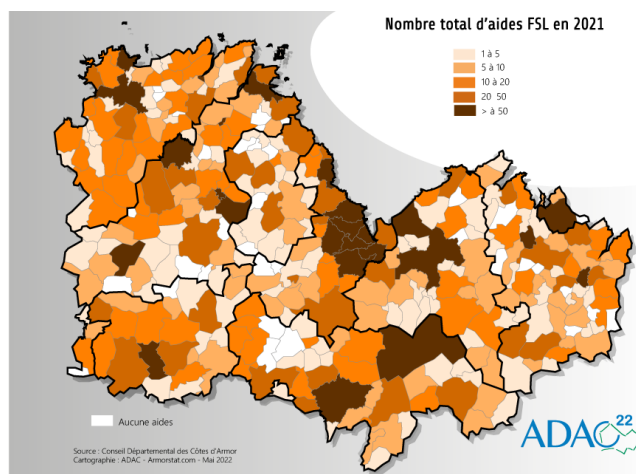 Nombre total d'aides FSL en 2021
1 à 5
5 à 10
10 à 20
20 50
> à 50
Aucune aides
Source : Conseil Départemental des Côtes d'Armor
Cartographie : ADAC - Armorstat.com - Mai 2022
ADAC 22